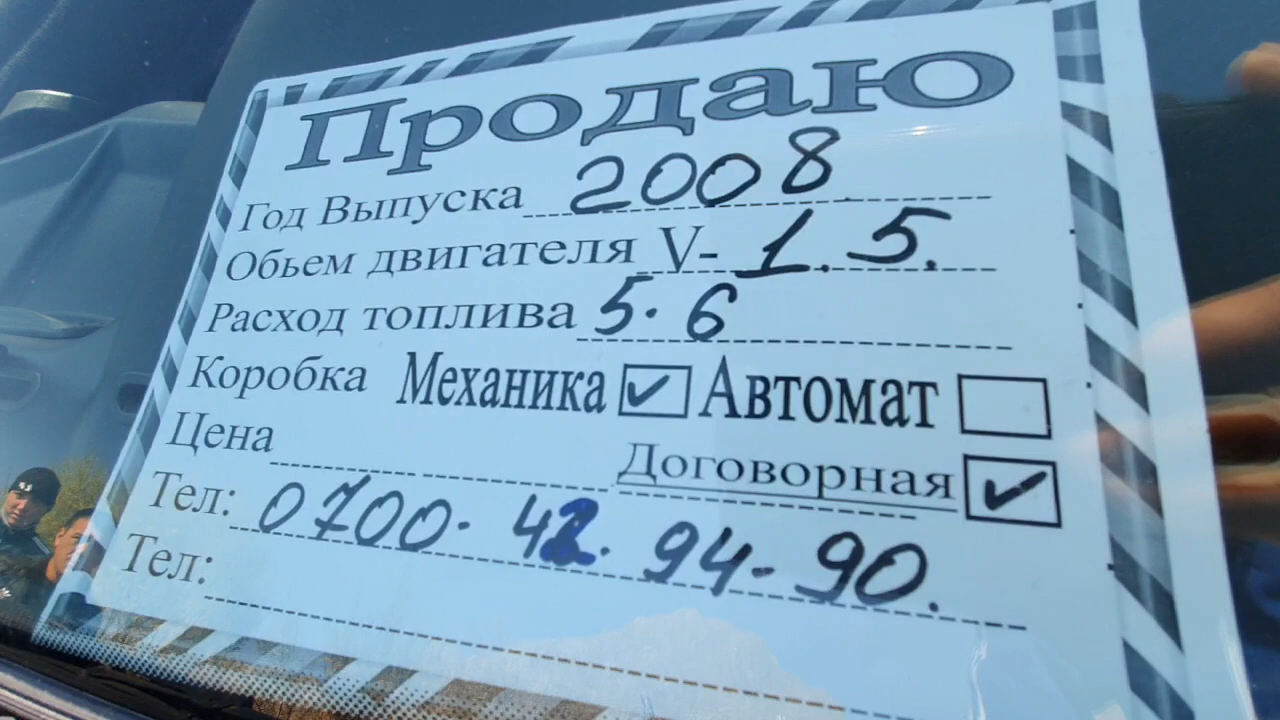 Продаю
Год Выпуска 2008
Обьем двигателя V- 1.5.
Расход топлива 5.6
Коробка Механика Автомат
Цена Договорная
Тел: 0700. 42. 94-90.
Тел: